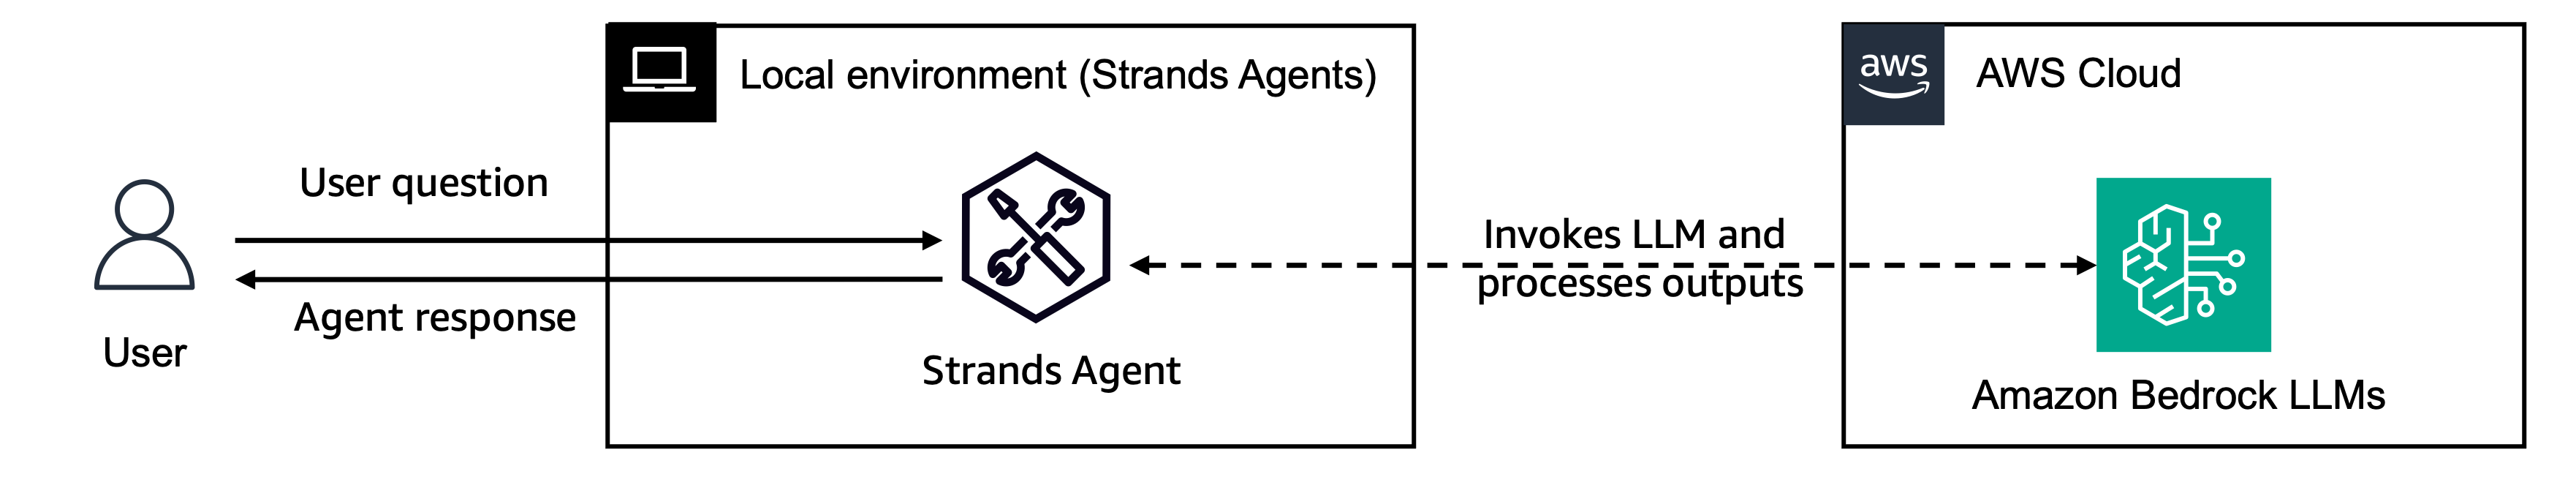 Local environment (Strands Agents)
aws
AWS Cloud
User question
Agent response
User
Strands Agent
Invokes LLM and
processes outputs
Amazon Bedrock LLMs